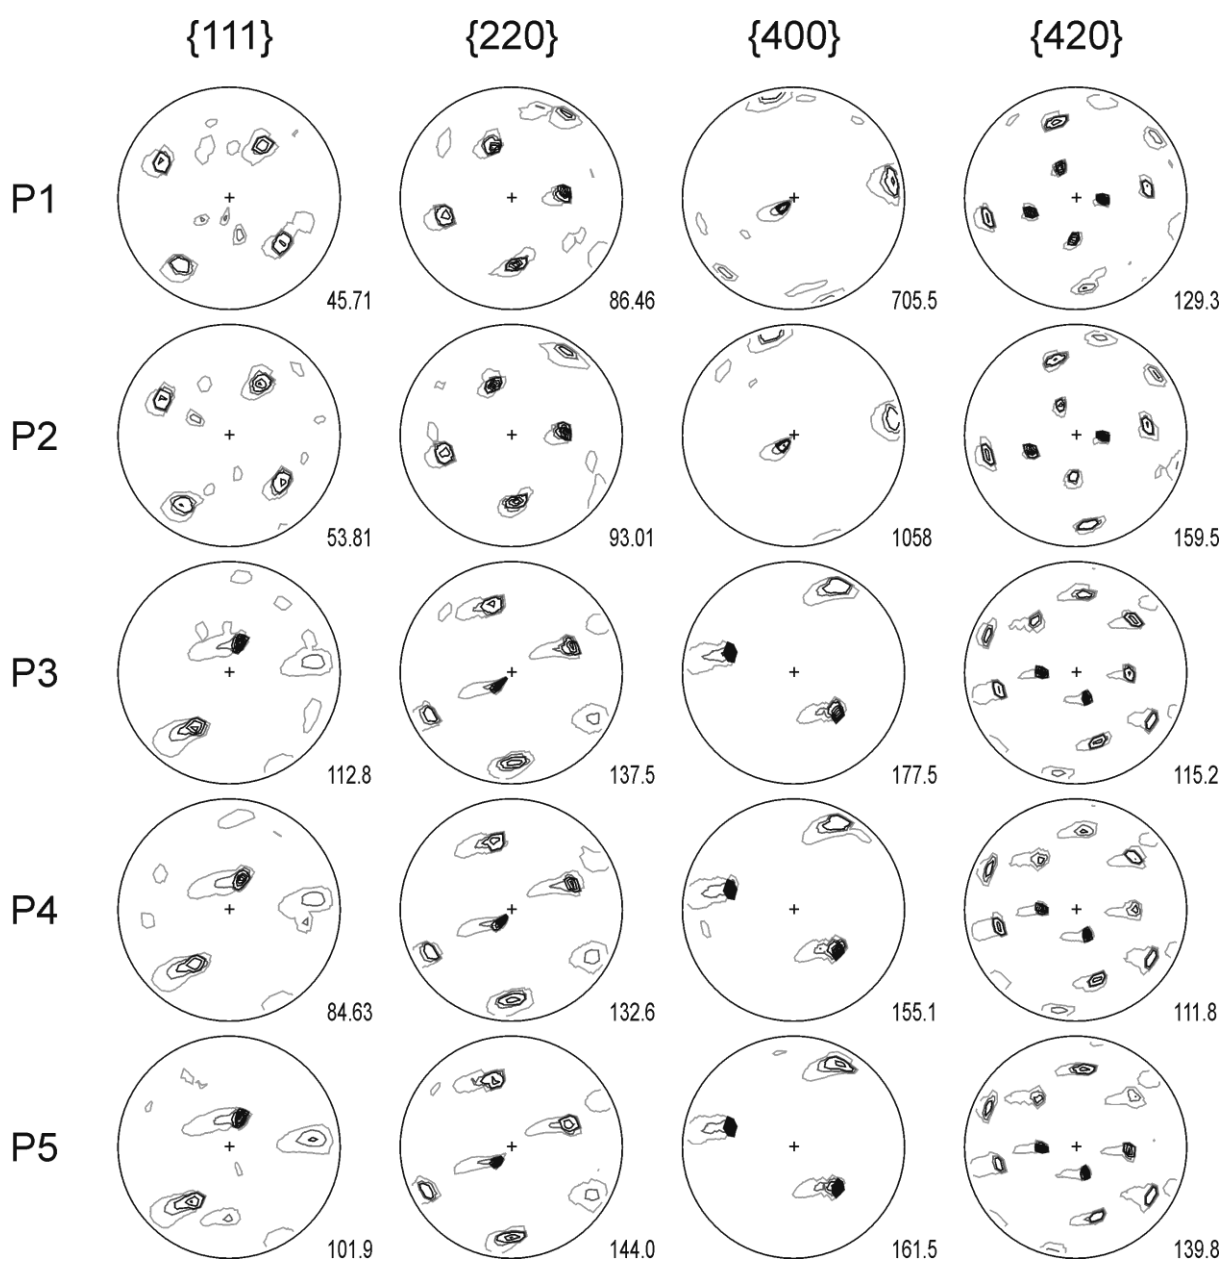 {111} {220} {400} {420}
P1
45.71 86.46 705.5 129.3
P2
53.81 93.01 1058 159.5
P3
112.8 137.5 177.5 115.2
P4
84.63 132.6 155.1 111.8
P5
101.9 144.0 161.5 139.8